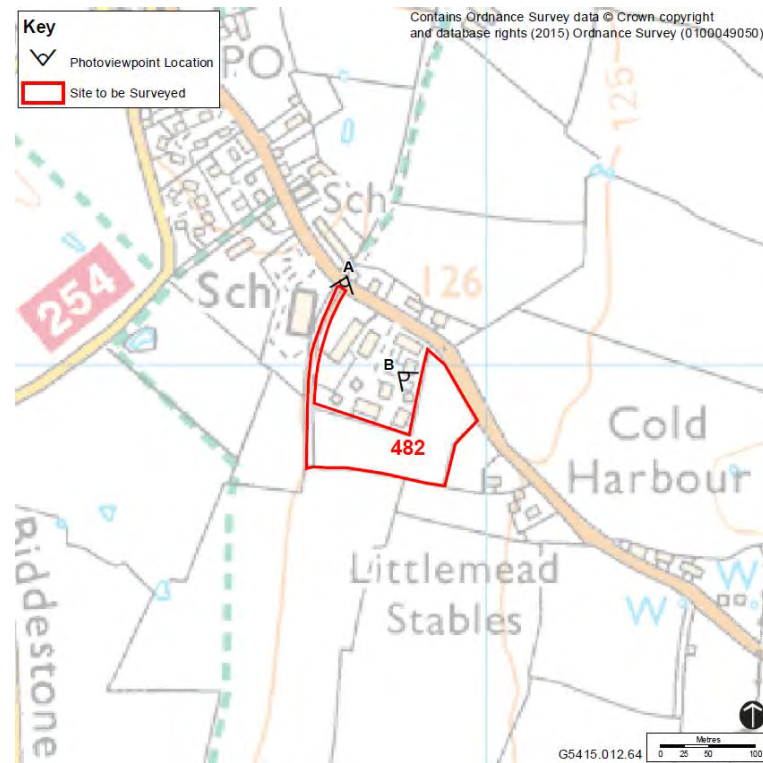 Key
Photoviewpoint Location
Site to be Surveyed
Contains Ordnance Survey data © Crown copyright
and database rights (2015) Ordnance Survey (0100049050)
PO
125
Sch
A
254
Sch
126
B
482
Cold
Harbour
Biddestone
Littlemead
Stables
W
W
Metres
0 25 50 100
G5415.012.64